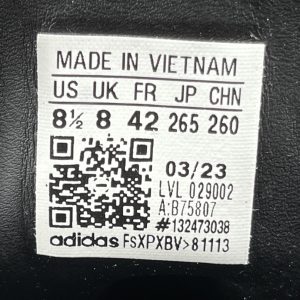 MADE IN VIETNAM
US UK FR JP CHN
8½ 8 42 265 260
03/23
LVL 029002
A:B75807
#132473038
adidas FsXPXBV>81113